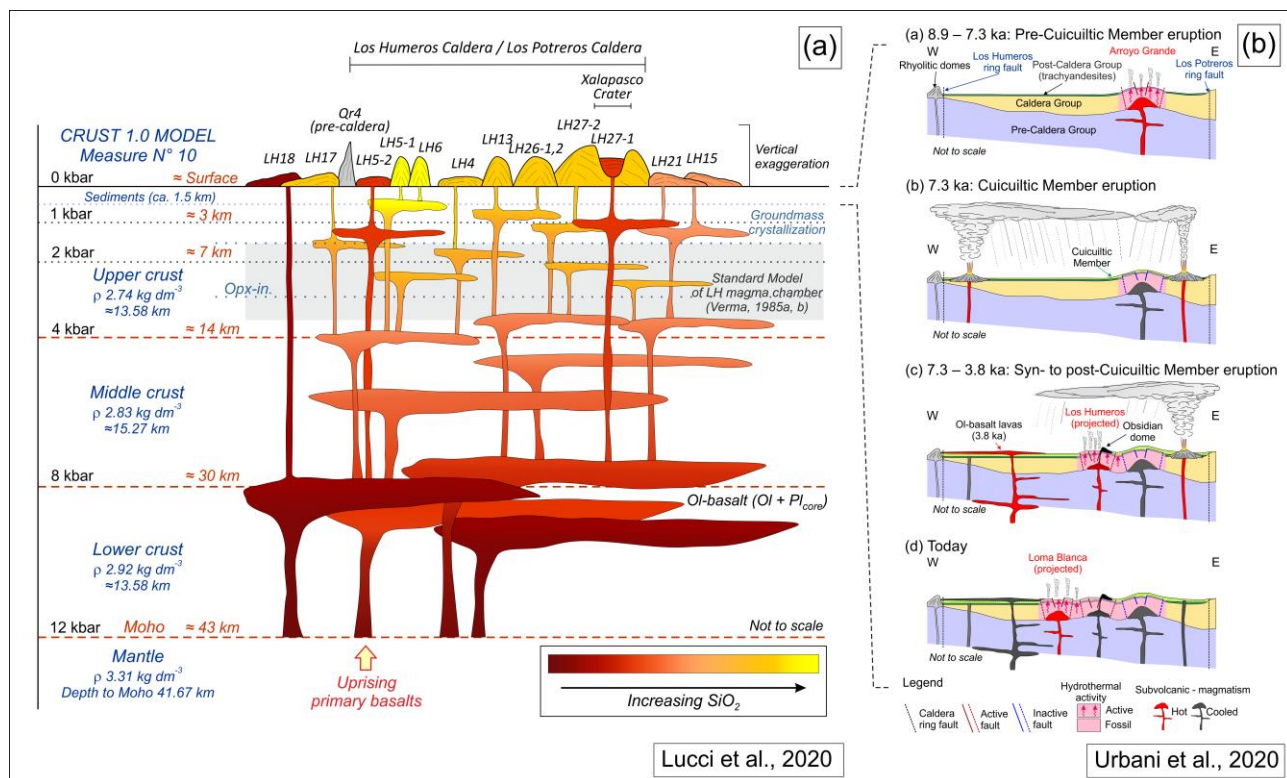 Los Humeros Caldera / Los Potreros Caldera
(a)
Xalapasco
Crater
Qr4
(pre-caldera)
LH18
LH17
LH5-2
LH5-1
LH6
LH4
LH13
LH26-1,2
LH27-2
LH27-1
LH21
LH15
Vertical
exaggeration
CRUST 1.0 MODEL
Measure N° 10
0 kbar
≈ Surface
Sediments (ca. 1.5 km)
1 kbar
≈ 3 km
Groundmass
crystallization
2 kbar
≈ 7 km
Upper crust
ρ 2.74 kg dm-3
≈13.58 km
Opx-in.
Standard Model
of LH magma chamber
(Verma, 1985a, b)
4 kbar
≈ 14 km
Middle crust
ρ 2.83 kg dm-3
≈15.27 km
8 kbar
≈ 30 km
Ol-basalt (Ol + Plcore)
Lower crust
ρ 2.92 kg dm-3
≈13.58 km
12 kbar
Moho
≈ 43 km
Not to scale
Mantle
ρ 3.31 kg dm-3
Depth to Moho 41.67 km
Uprising
primary basalts
Increasing SiO2
Lucci et al., 2020
(a) 8.9 – 7.3 ka: Pre-Cuicuiltic Member eruption
(b)
W
E
Rhyolitic domes
Los Humeros
ring fault
Post-Caldera Group
(trachyandesites)
Arroyo Grande
Los Potreros
ring fault
Caldera Group
Pre-Caldera Group
Not to scale
(b) 7.3 ka: Cuicuiltic Member eruption
W
E
Cuicuiltic
Member
Not to scale
(c) 7.3 – 3.8 ka: Syn- to post-Cuicuiltic Member eruption
W
E
Ol-basalt lavas
(3.8 ka)
Los Humeros
(projected)
Obsidian
dome
Not to scale
(d) Today
W
E
Loma Blanca
(projected)
Not to scale
Legend
Caldera
ring fault
Active
fault
Inactive
fault
Hydrothermal
activity
Active
Fossil
Subvolcanic - magmatism
Hot
Cooled
Urbani et al., 2020